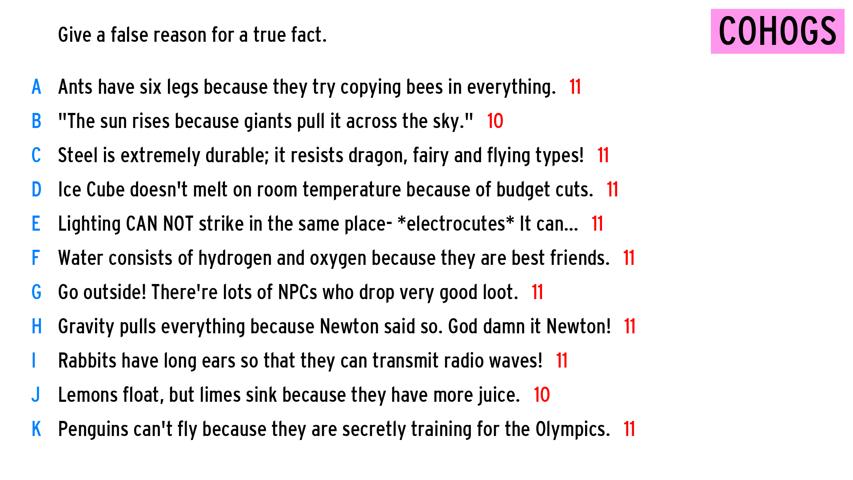 Give a false reason for a true fact.
COHOGS
A Ants have six legs because they try copying bees in everything. 11
B "The sun rises because giants pull it across the sky." 10
C Steel is extremely durable; it resists dragon, fairy and flying types! 11
D Ice Cube doesn't melt on room temperature because of budget cuts. 11
E Lighting CAN NOT strike in the same place- *electrocutes* It can... 11
F Water consists of hydrogen and oxygen because they are best friends. 11
G Go outside! There're lots of NPCs who drop very good loot. 11
H Gravity pulls everything because Newton said so. God damn it Newton! 11
I Rabbits have long ears so that they can transmit radio waves! 11
J Lemons float, but limes sink because they have more juice. 10
K Penguins can't fly because they are secretly training for the Olympics. 11